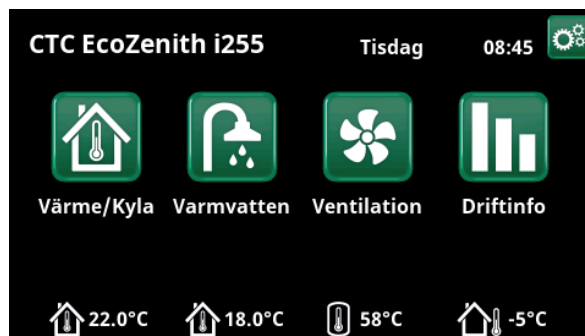 CTC EcoZenith i255 Tisdag 08:45
Värme/Kyla Varmvatten Ventilation Driftinfo
22.0°C 18.0°C 58°C -5°C